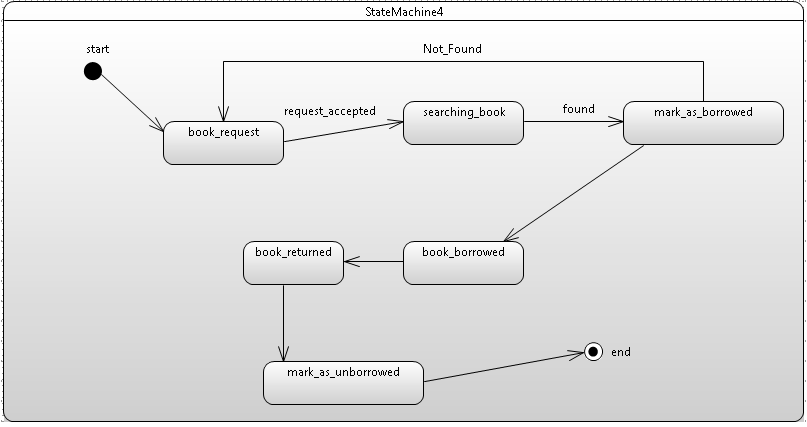 StateMachine4
start
Not_Found
request_accepted
found
book_request
searching_book
mark_as_borrowed
book_returned
book_borrowed
mark_as_unborrowed
end